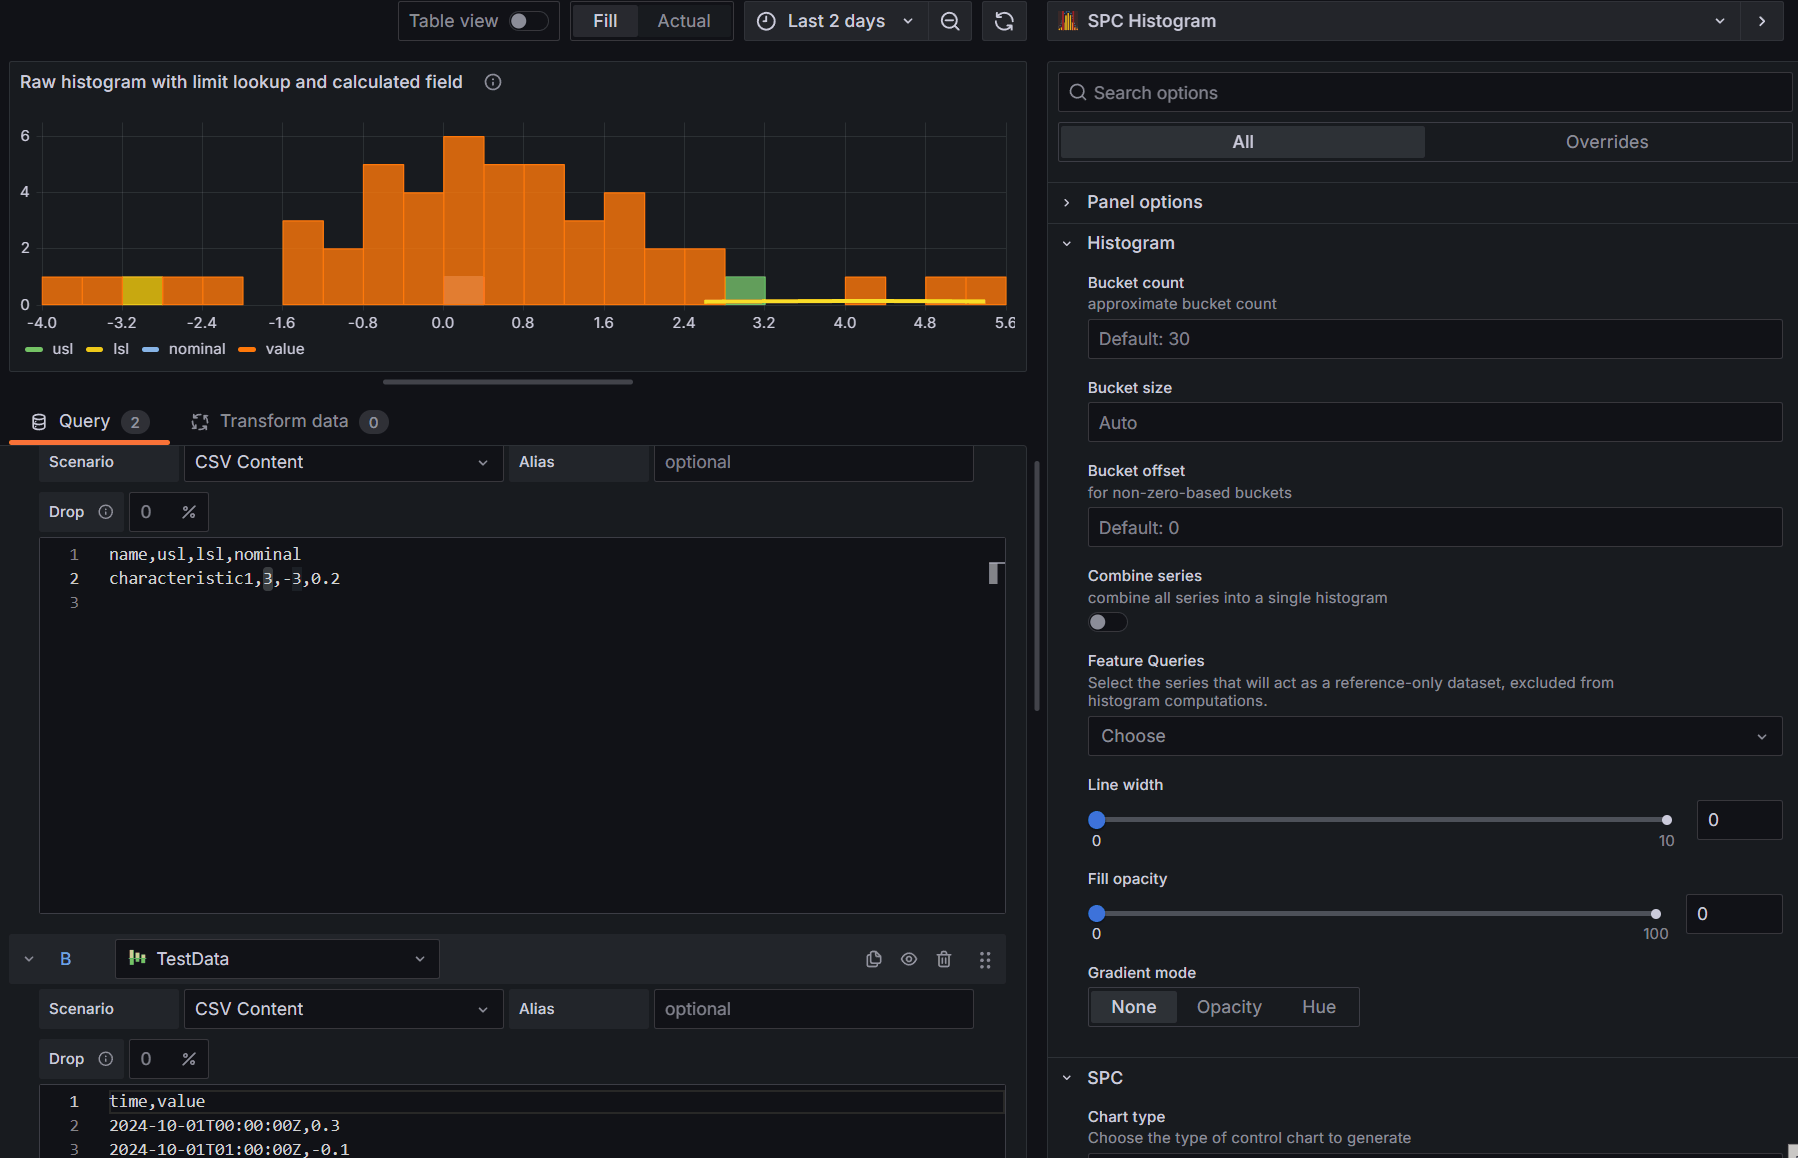 Table view
Fill
Actual
Last 2 days
SPC Histogram
Raw histogram with limit lookup and calculated field
6
4
2
0
-4.0 -3.2 -2.4 -1.6 -0.8 0.0 0.8 1.6 2.4 3.2 4.0 4.8 5.6
usl lsl nominal value
Query 2
Transform data 0
Scenario CSV Content Alias optional
Drop 0 %
1 name,usl,lsl,nominal
2 characteristic1,3,-3,0.2
3
B TestData
Scenario CSV Content Alias optional
Drop 0 %
1 time,value
2 2024-10-01T00:00:00Z,0.3
3 2024-10-01T01:00:00Z,-0.1
Search options
All Overrides
Panel options
Histogram
Bucket count
approximate bucket count
Default: 30
Bucket size
Auto
Bucket offset
for non-zero-based buckets
Default: 0
Combine series
combine all series into a single histogram
Feature Queries
Select the series that will act as a reference-only dataset, excluded from
histogram computations.
Choose
Line width
0
0 10
Fill opacity
0
0 100
Gradient mode
None Opacity Hue
SPC
Chart type
Choose the type of control chart to generate